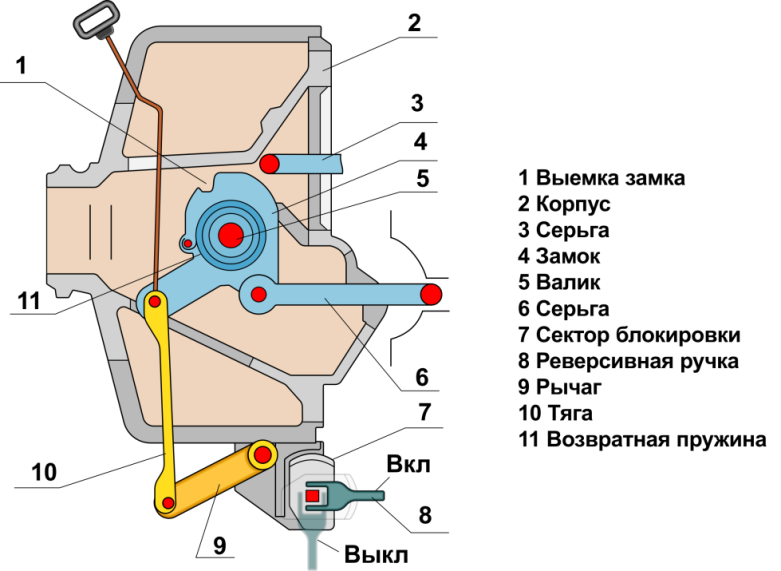 1
2
3
4
5
11
6
7
10
Вкл
8
9
Выкл
1 Выемка замка
2 Корпус
3 Серьга
4 Замок
5 Валик
6 Серьга
7 Сектор блокировки
8 Реверсивная ручка
9 Рычаг
10 Тяга
11 Возвратная пружина